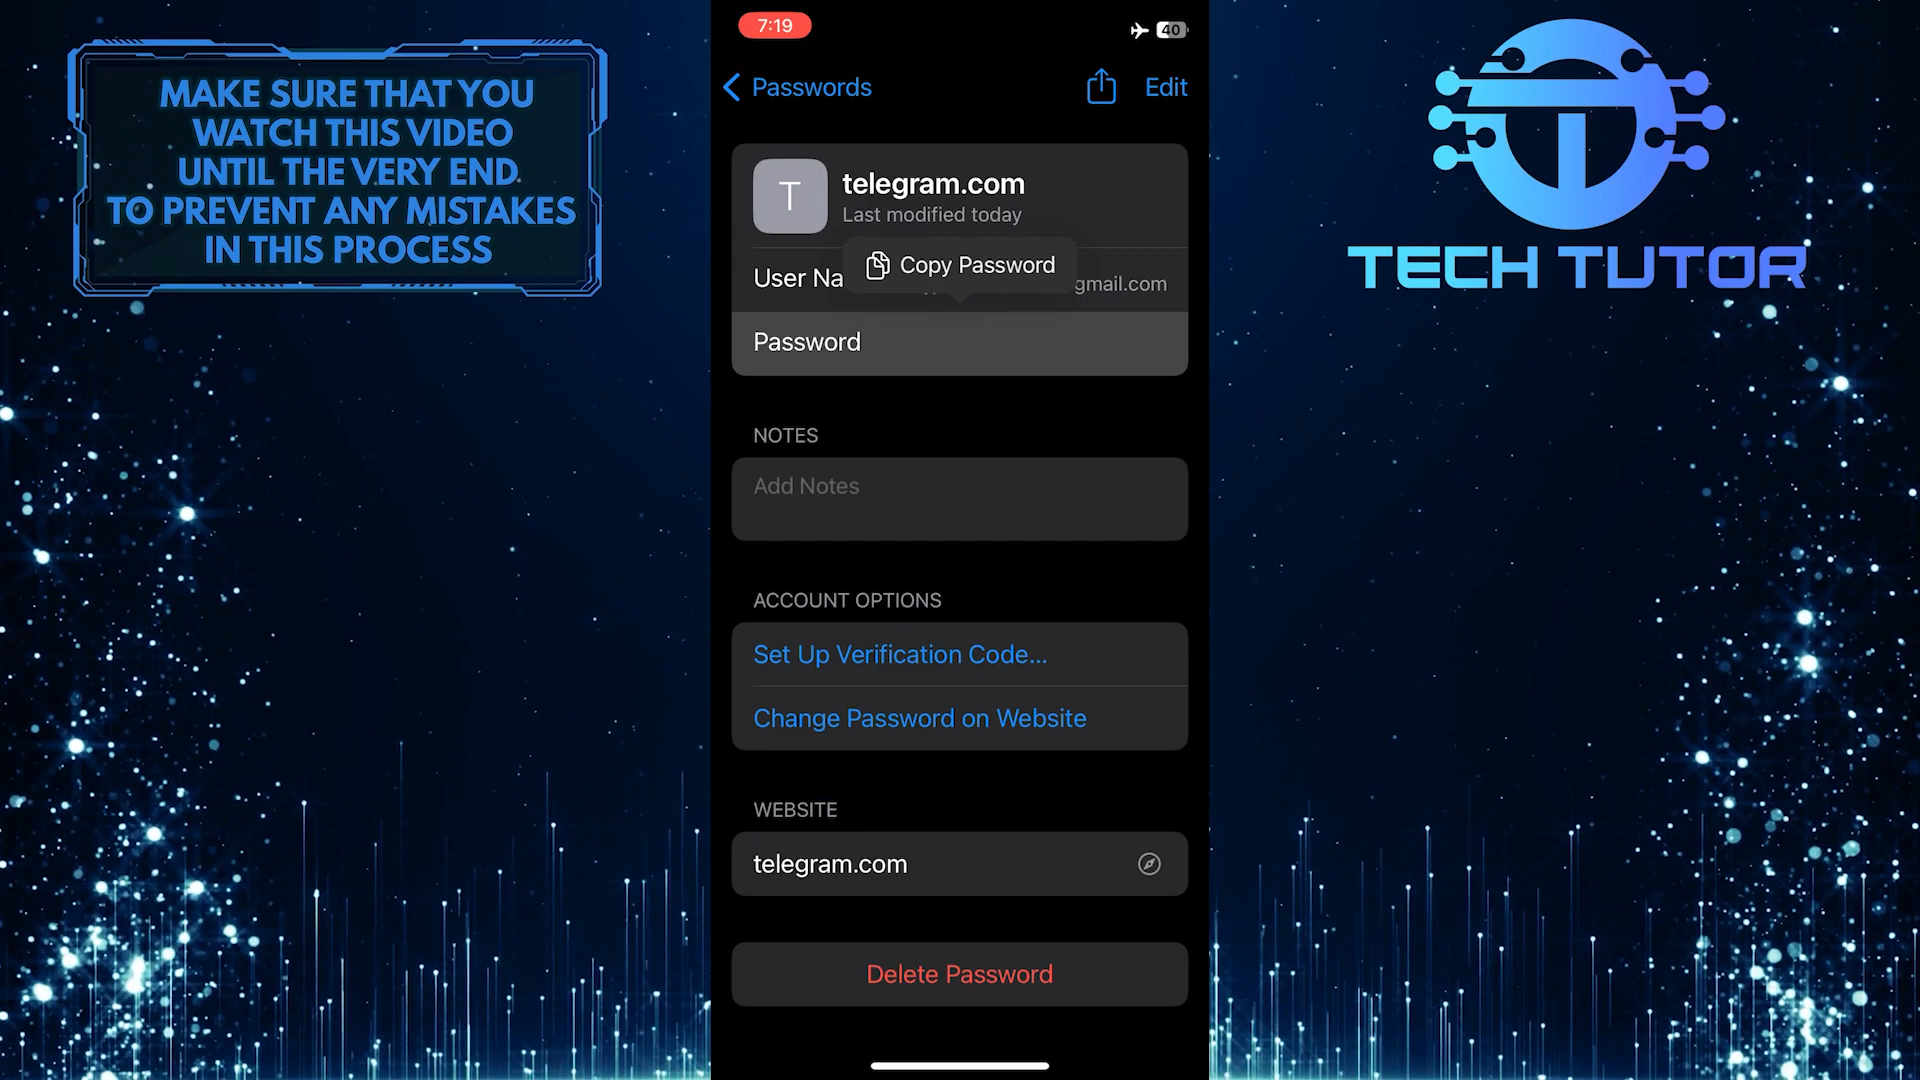 MAKE SURE THAT YOU
WATCH THIS VIDEO
UNTIL THE VERY END
TO PREVENT ANY MISTAKES
IN THIS PROCESS
7:19
40
Passwords
Edit
T
telegram.com
Last modified today
Copy Password
User Na
gmail.com
Password
NOTES
Add Notes
ACCOUNT OPTIONS
Set Up Verification Code...
Change Password on Website
WEBSITE
telegram.com
Delete Password
T
TECH TUTOR